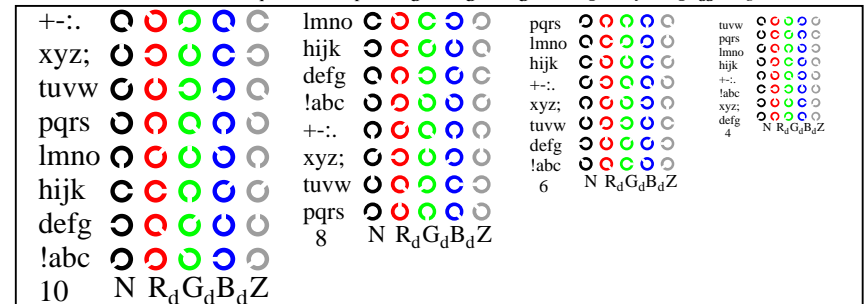 +-:.
xyz;
tuvw
pqrs
lmno
hijk
defg
!abc
10 N RdGdBdZ
lmno
hijk
defg
!abc
+-:.
xyz;
tuvw
pqrs
8 N RdGdBdZ
pqrs
lmno
hijk
+-:.
xyz;
tuvw
defg
!abc
6 N RdGdBdZ
tuvw
pqrs
lmno
hijk
+-:.
!abc
xyz;
defg
4 N RdGdBdZ